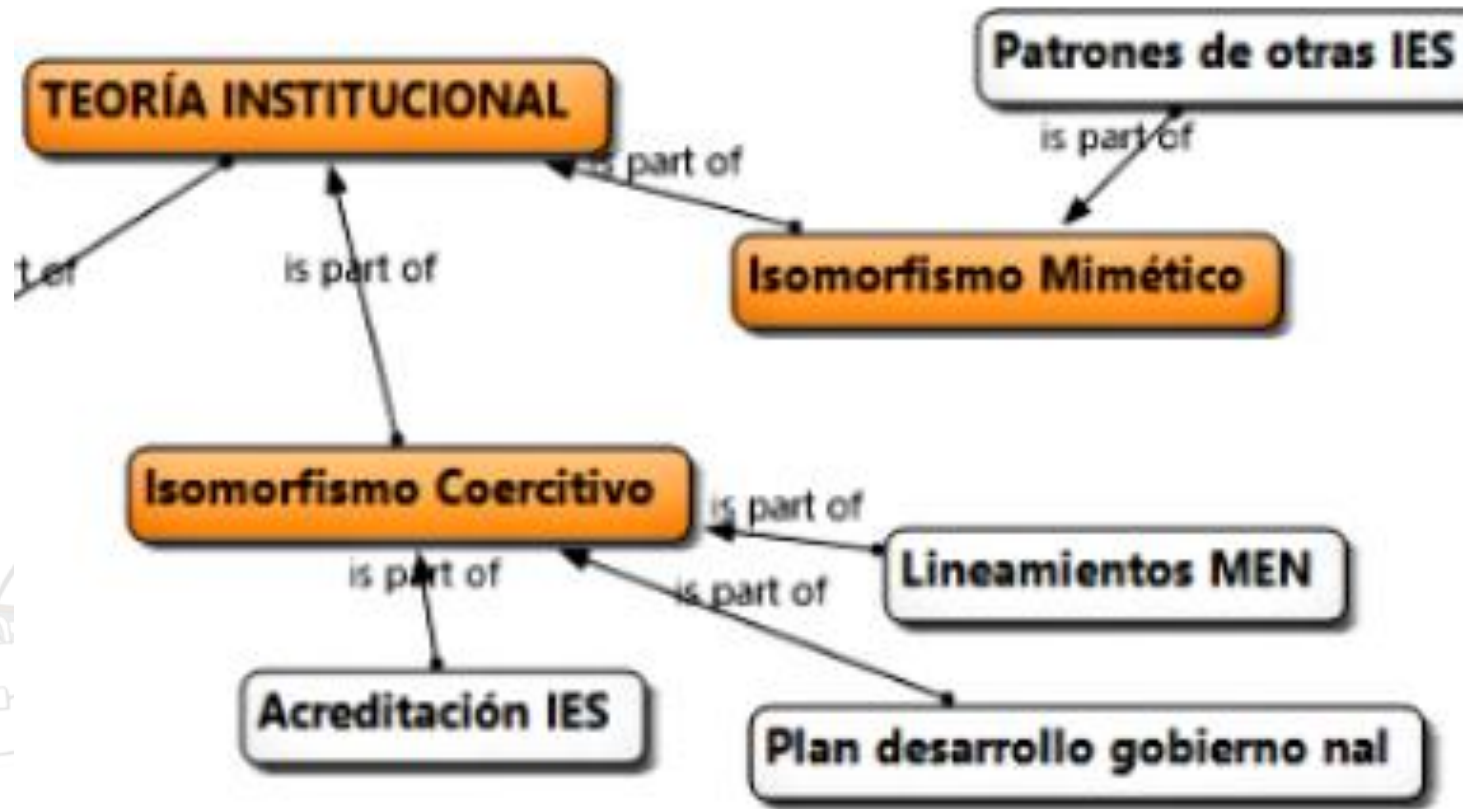 Patrones de otras IES
TEORÍA INSTITUCIONAL
is part of
is part of
Isomorfismo Mimético
is part of
t of
Isomorfismo Coercitivo
is part of
Lineamientos MEN
is part of
is part of
Acreditación IES
Plan desarrollo gobierno nal